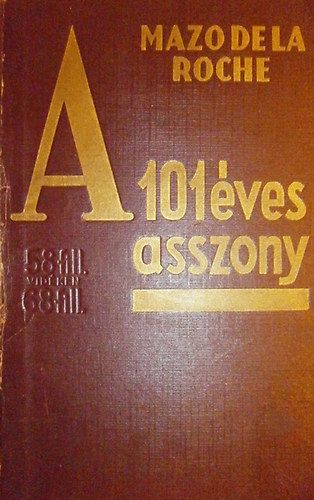 MAZO DE LA
ROCHE
A 101 éves
asszony
58 fill.
VIDÉKEN
68 fill.